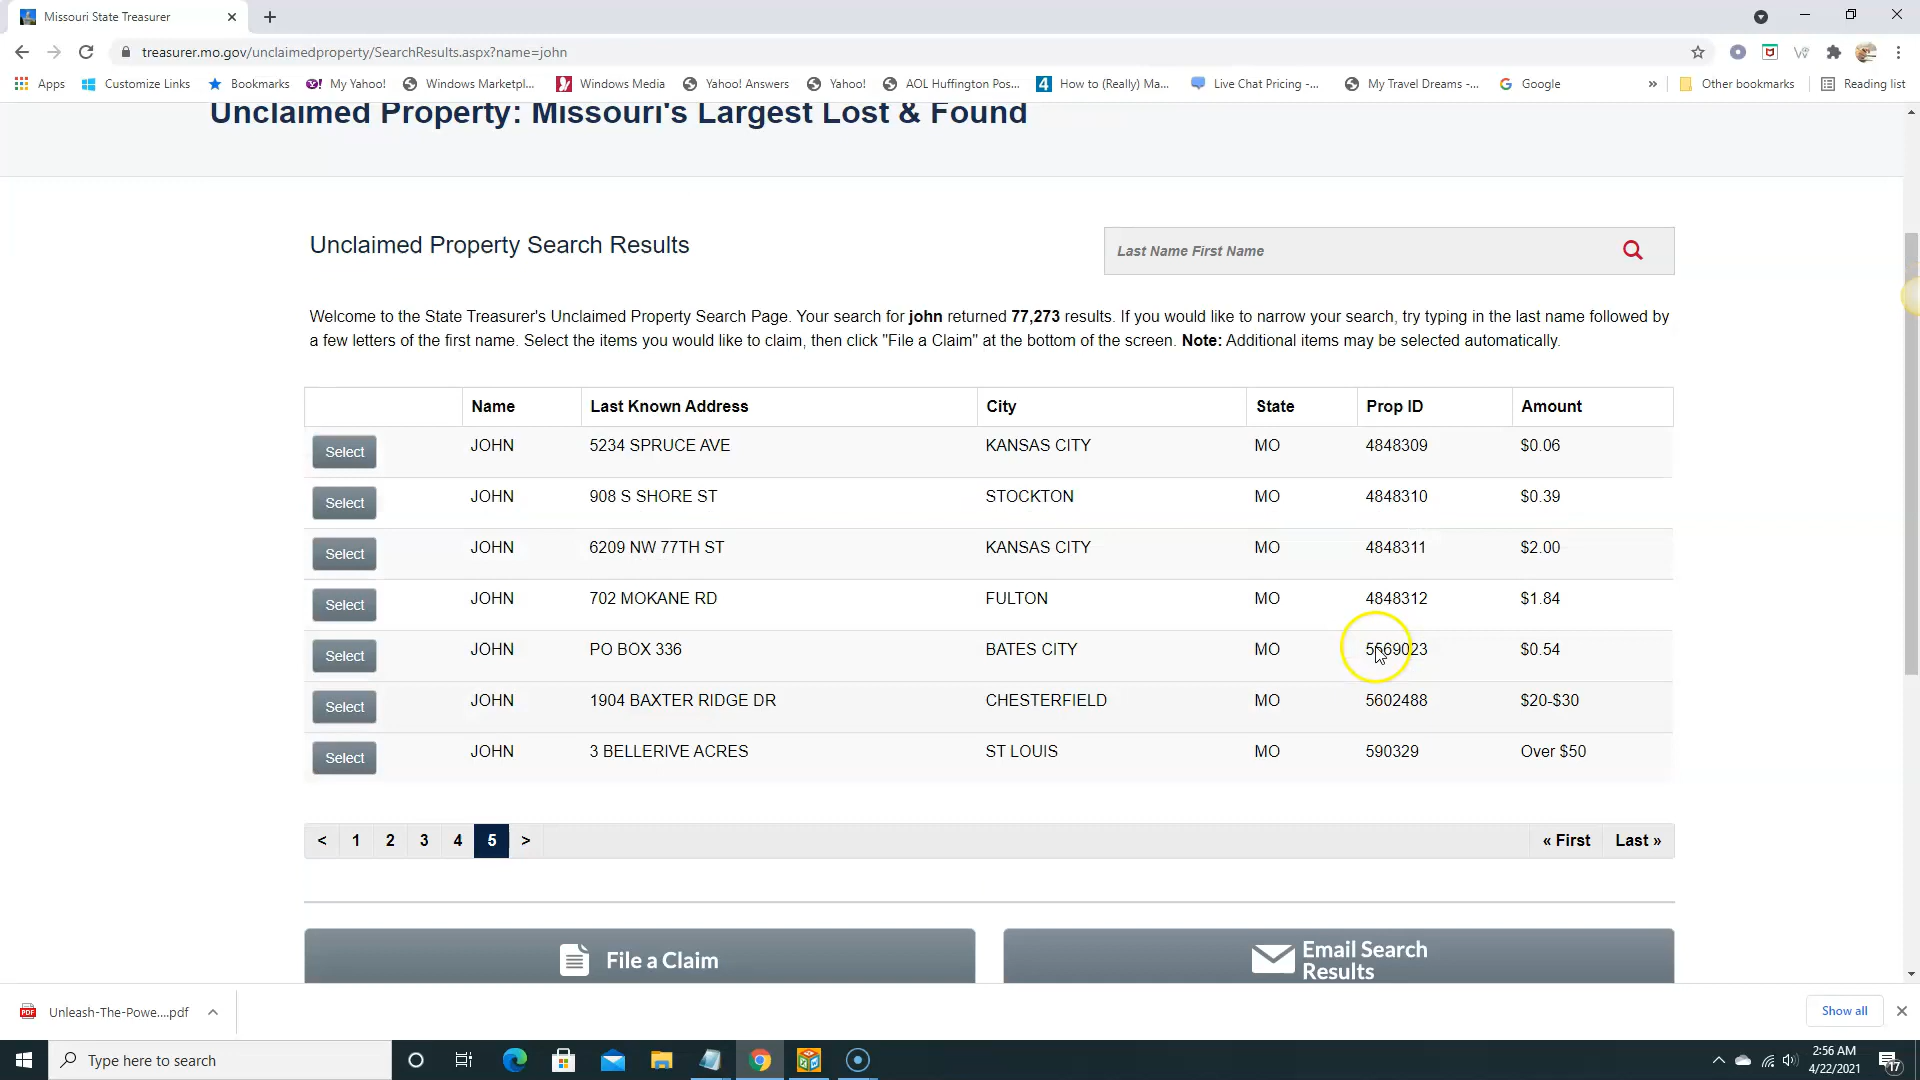 Missouri State Treasurer
treasurer.mo.gov/unclaimedproperty/SearchResults.aspx?name=john
Apps Customize Links Bookmarks My Yahoo! Windows Marketpl... Windows Media Yahoo! Answers Yahoo! AOL Huffington Pos... 4 How to (Really) Ma... Live Chat Pricing -... My Travel Dreams -... Google » Other bookmarks Reading list
Unclaimed Property: Missouri's Largest Lost & Found
Unclaimed Property Search Results
Last Name First Name
Welcome to the State Treasurer's Unclaimed Property Search Page. Your search for john returned 77,273 results. If you would like to narrow your search, try typing in the last name followed by
a few letters of the first name. Select the items you would like to claim, then click "File a Claim" at the bottom of the screen. Note: Additional items may be selected automatically.
Name Last Known Address City State Prop ID Amount
Select JOHN 5234 SPRUCE AVE KANSAS CITY MO 4848309 $0.06
Select JOHN 908 S SHORE ST STOCKTON MO 4848310 $0.39
Select JOHN 6209 NW 77TH ST KANSAS CITY MO 4848311 $2.00
Select JOHN 702 MOKANE RD FULTON MO 4848312 $1.84
Select JOHN PO BOX 336 BATES CITY MO 5569023 $0.54
Select JOHN 1904 BAXTER RIDGE DR CHESTERFIELD MO 5602488 $20-$30
Select JOHN 3 BELLERIVE ACRES ST LOUIS MO 590329 Over $50
< 1 2 3 4 5 > « First Last »
File a Claim
Email Search
Results
PDF Unleash-The-Powe....pdf Show all
Type here to search
2:56 AM
4/22/2021
17